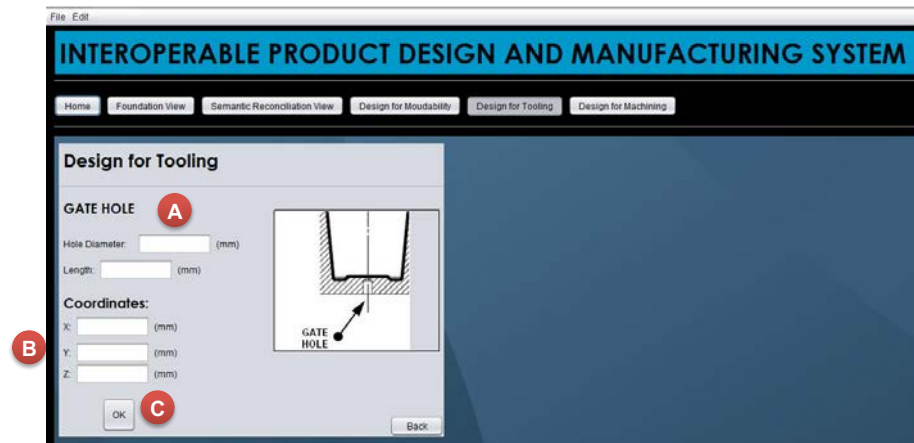 File Edit
INTEROPERABLE PRODUCT DESIGN AND MANUFACTURING SYSTEM
Home Foundation View Semantic Reconciliation View Design for Moudability Design for Tooling Design for Machining
Design for Tooling
GATE HOLE A
Hole Diameter: (mm)
Length: (mm)
Coordinates:
X: (mm)
B
Y: (mm)
Z: (mm)
GATE
HOLE
OK C
Back